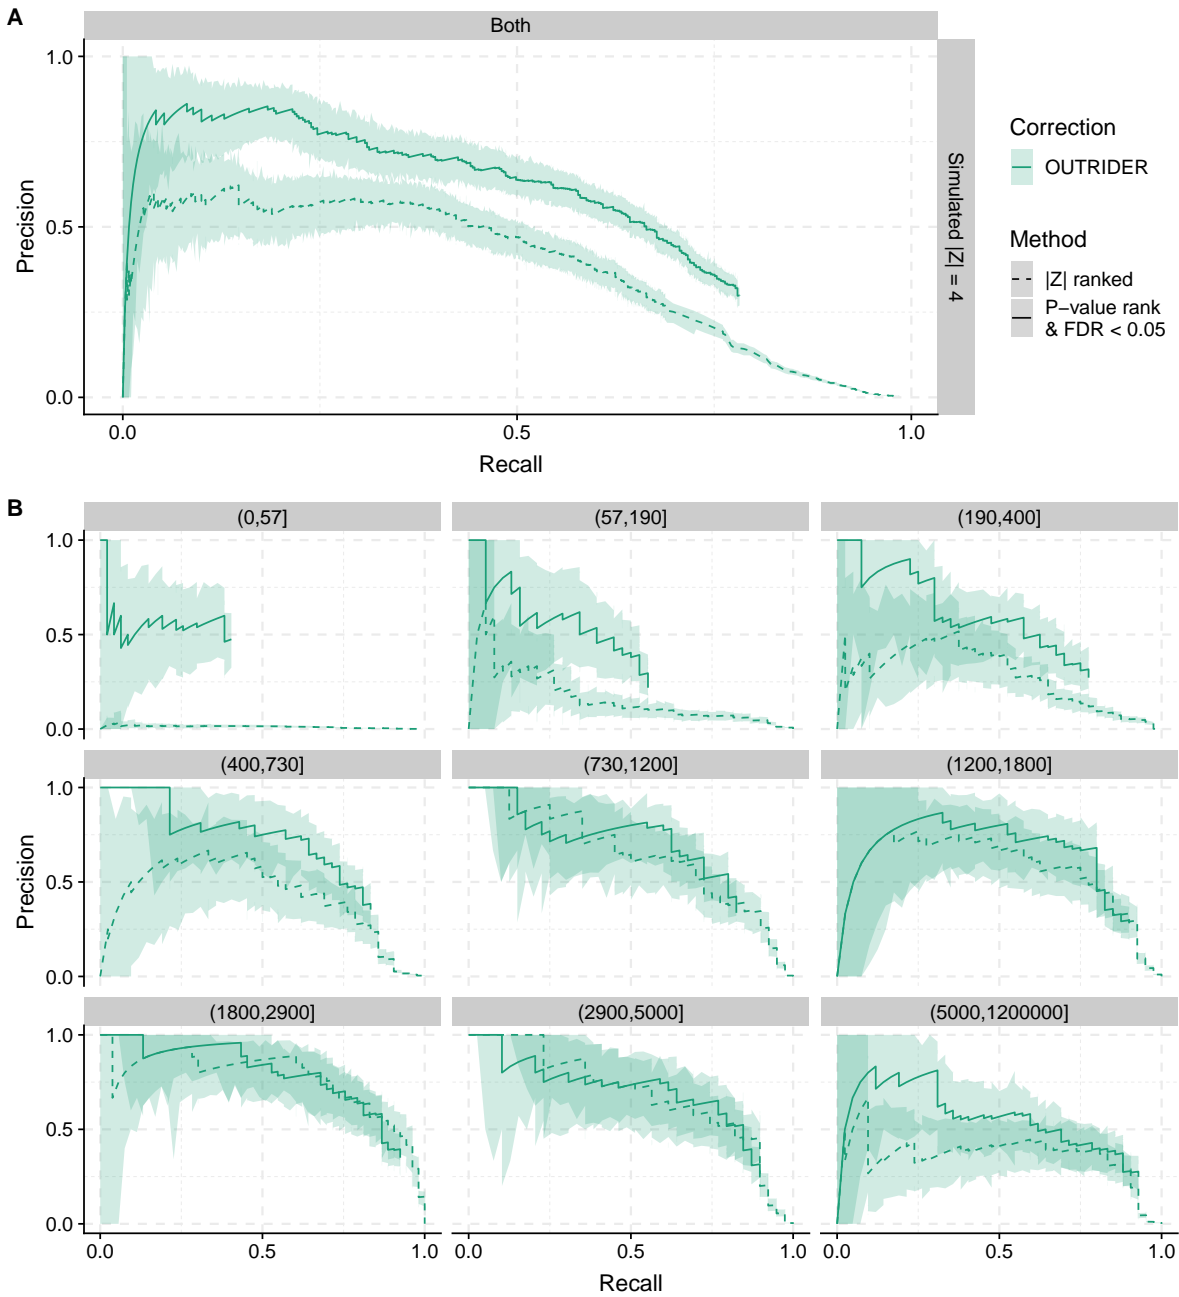 A
Both
1.0
0.5
0.0
Precision
0.0
0.5
1.0
Recall
Simulated |Z| = 4
Correction
OUTRIDER
Method
|Z| ranked
P−value rank
& FDR < 0.05
B
(0,57]
(57,190]
(190,400]
1.0
0.5
0.0
(400,730]
(730,1200]
(1200,1800]
1.0
0.5
0.0
Precision
(1800,2900]
(2900,5000]
(5000,1200000]
1.0
0.5
0.0
0.0
0.5
1.0
0.0
0.5
1.0
0.0
0.5
1.0
Recall